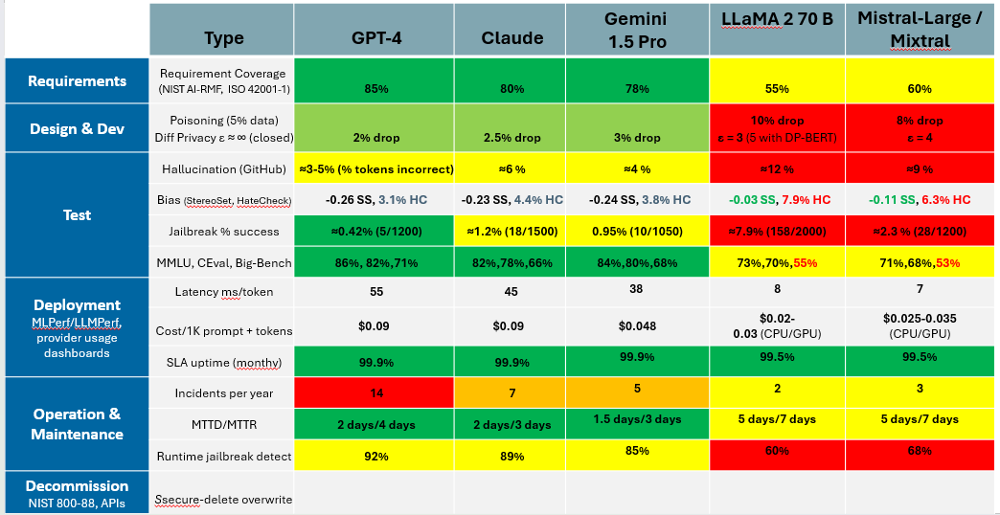 Type GPT-4 Claude Gemini 1.5 Pro LLaMA 2 70 B Mistral-Large / Mixtral
Requirements
Requirement Coverage
(NIST AI-RMF, ISO 42001-1)
85% 80% 78% 55% 60%
Design & Dev
Poisoning (5% data)
Diff Privacy ε ≈ ∞ (closed)
2% drop 2.5% drop 3% drop
10% drop
ε = 3 (5 with DP-BERT)
8% drop
ε = 4
Test
Hallucination (GitHub) ≈3-5% (% tokens incorrect) ≈6 % ≈4 % ≈12 % ≈9 %
Bias (StereoSet, HateCheck) -0.26 SS, 3.1% HC -0.23 SS, 4.4% HC -0.24 SS, 3.8% HC -0.03 SS, 7.9% HC -0.11 SS, 6.3% HC
Jailbreak % success ≈0.42% (5/1200) ≈1.2% (18/1500) 0.95% (10/1050) ≈7.9% (158/2000) ≈2.3 % (28/1200)
MMLU, CEval, Big-Bench 86%, 82%,71% 82%,78%,66% 84%,80%,68% 73%,70%,55% 71%,68%,53%
Deployment
MLPerf/LLMPerf,
provider usage
dashboards
Latency ms/token 55 45 38 8 7
Cost/1K prompt + tokens $0.09 $0.09 $0.048
$0.02-
0.03 (CPU/GPU)
$0.025-0.035
(CPU/GPU)
SLA uptime (monthv) 99.9% 99.9% 99.9% 99.5% 99.5%
Operation &
Maintenance
Incidents per year 14 7 5 2 3
MTTD/MTTR 2 days/4 days 2 days/3 days 1.5 days/3 days 5 days/7 days 5 days/7 days
Runtime jailbreak detect 92% 89% 85% 60% 68%
Decommission
NIST 800-88, APIs
Ssecure-delete overwrite